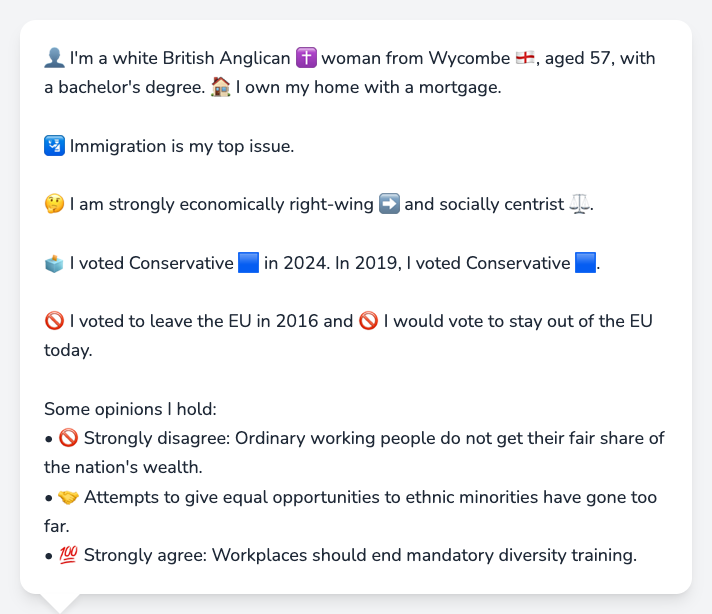 👤 I'm a white British Anglican ✝️ woman from Wycombe 🏴󠁧󠁢󠁥󠁮󠁧󠁿, aged 57, with
a bachelor's degree. 🏠 I own my home with a mortgage.
🛂 Immigration is my top issue.
🤔 I am strongly economically right-wing ➡️ and socially centrist ⚖️.
🗳️ I voted Conservative 🟦 in 2024. In 2019, I voted Conservative 🟦.
🚫 I voted to leave the EU in 2016 and 🚫 I would vote to stay out of the EU
today.
Some opinions I hold:
• 🚫 Strongly disagree: Ordinary working people do not get their fair share of
the nation's wealth.
• 🤝 Attempts to give equal opportunities to ethnic minorities have gone too
far.
• 💯 Strongly agree: Workplaces should end mandatory diversity training.